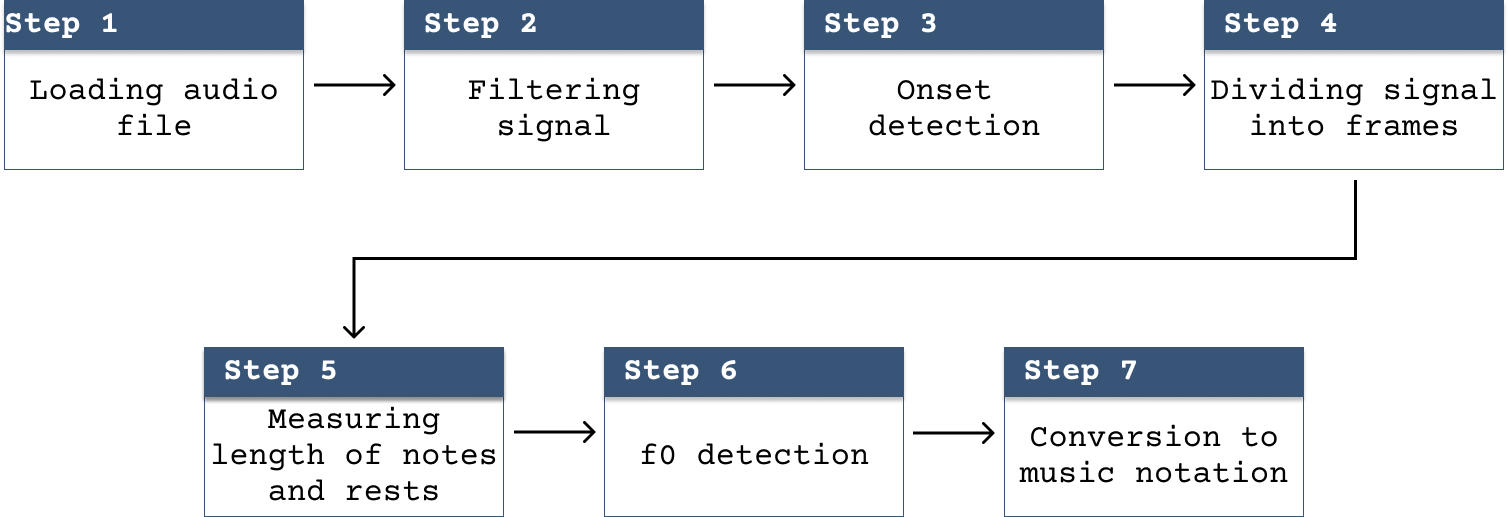 Step 1
Loading audio
file
Step 2
Filtering
signal
Step 3
Onset
detection
Step 4
Dividing signal
into frames
Step 5
Measuring
length of notes
and rests
Step 6
f0 detection
Step 7
Conversion to
music notation